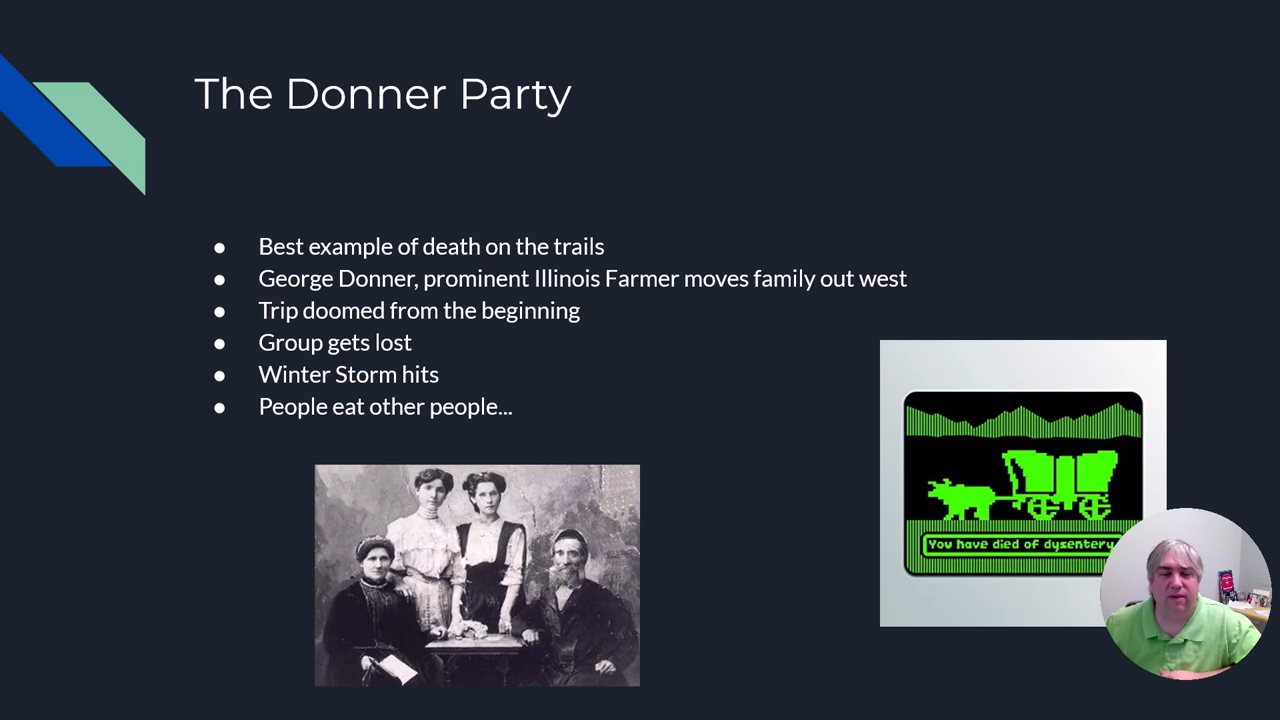 The Donner Party
● Best example of death on the trails
● George Donner, prominent Illinois Farmer moves family out west
● Trip doomed from the beginning
● Group gets lost
● Winter Storm hits
● People eat other people...
You have died of dysentery